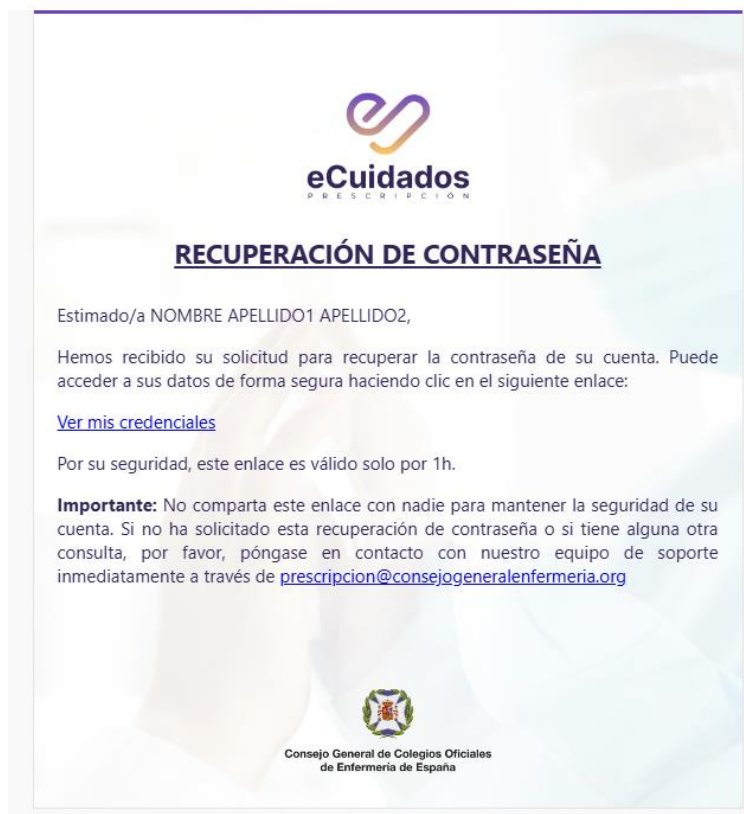 eCuidados
PRESCRIPCIÓN
RECUPERACIÓN DE CONTRASEÑA
Estimado/a NOMBRE APELLIDO1 APELLIDO2,
Hemos recibido su solicitud para recuperar la contraseña de su cuenta. Puede
acceder a sus datos de forma segura haciendo clic en el siguiente enlace:
Ver mis credenciales
Por su seguridad, este enlace es válido solo por 1h.
Importante: No comparta este enlace con nadie para mantener la seguridad de su
cuenta. Si no ha solicitado esta recuperación de contraseña o si tiene alguna otra
consulta, por favor, póngase en contacto con nuestro equipo de soporte
inmediatamente a través de prescripcion@consejogeneralenfermeria.org
Consejo General de Colegios Oficiales
de Enfermería de España